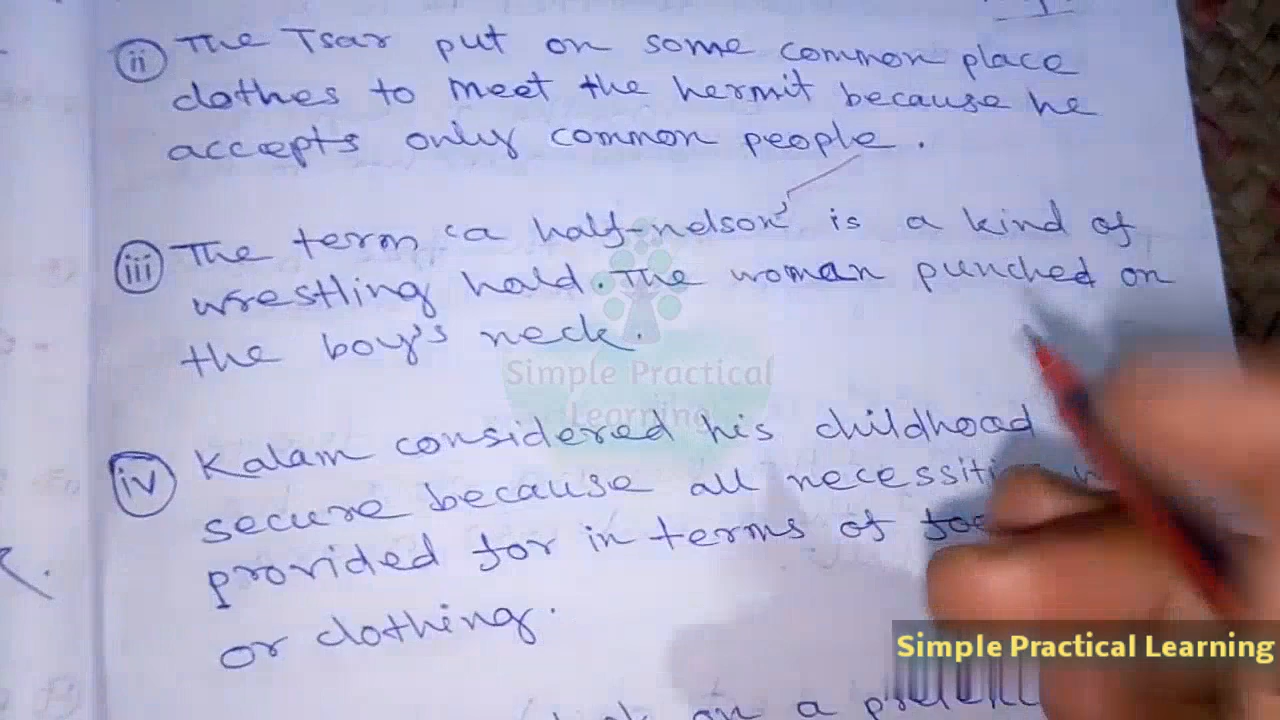 (ii) The Tsar put on some common place
clothes to meet the hermit because he
accepts only common people.
(iii) The term 'a half-nelson' is a kind of
wrestling hold. The woman punched on
the boy's neck.
Simple Practical
Learning
(iv) Kalam considered his childhood
secure because all
provided for in terms of
or clothing.
Simple Practical Learning
on a